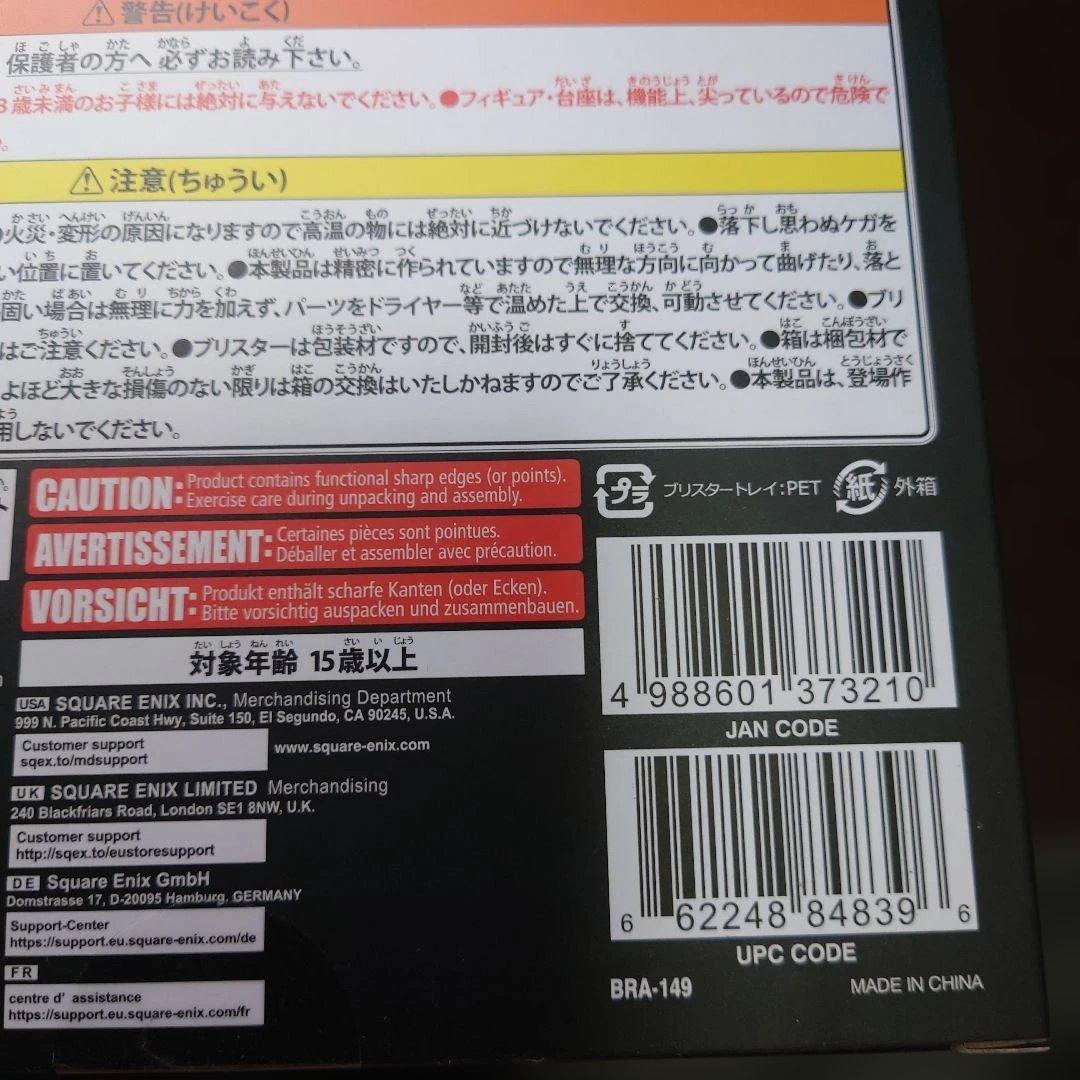 ⚠警告(けいこく)
保護者の方へ 必ずお読み下さい。
3歳未満のお子様には絶対に与えないでください。●フィギュア・台座は、機能上、尖っているので危険で
⚠注意(ちゅうい)
火災・変形の原因になりますので高温の物には絶対に近づけないでください。●落下し思わぬケガを
い位置に置いてください。●本製品は精密に作られていますので無理な方向に向かって曲げたり、落と
固い場合は無理に力を加えず、パーツをドライヤー等で温めた上で交換、可動させてください。●ブリ
はご注意ください。●ブリスターは包装材ですので、開封後はすぐに捨ててください。●箱は梱包材で
よほど大きな損傷のない限りは箱の交換はいたしかねますのでご了承ください。●本製品は、登場作
用しないでください。
CAUTION: Product contains functional sharp edges (or points).
Exercise care during unpacking and assembly.
AVERTISSEMENT: Certaines pièces sont pointues.
Déballer et assembler avec précaution.
VORSICHT: Produkt enthält scharfe Kanten (oder Ecken).
Bitte vorsichtig auspacken und zusammenbauen.
対象年齢 15歳以上
プラ ブリスタートレイ:PET 紙 外箱
4 988601 373210
JAN CODE
6 62248 84839 6
UPC CODE
BRA-149 MADE IN CHINA
USA SQUARE ENIX INC., Merchandising Department
999 N. Pacific Coast Hwy, Suite 150, El Segundo, CA 90245, U.S.A.
Customer support
sqex.to/mdsupport
www.square-enix.com
UK SQUARE ENIX LIMITED Merchandising
240 Blackfriars Road, London SE1 8NW, U.K.
Customer support
http://sqex.to/eustoresupport
DE Square Enix GmbH
Domstrasse 17, D-20095 Hamburg, GERMANY
Support-Center
https://support.eu.square-enix.com/de
FR
centre d' assistance
https://support.eu.square-enix.com/fr